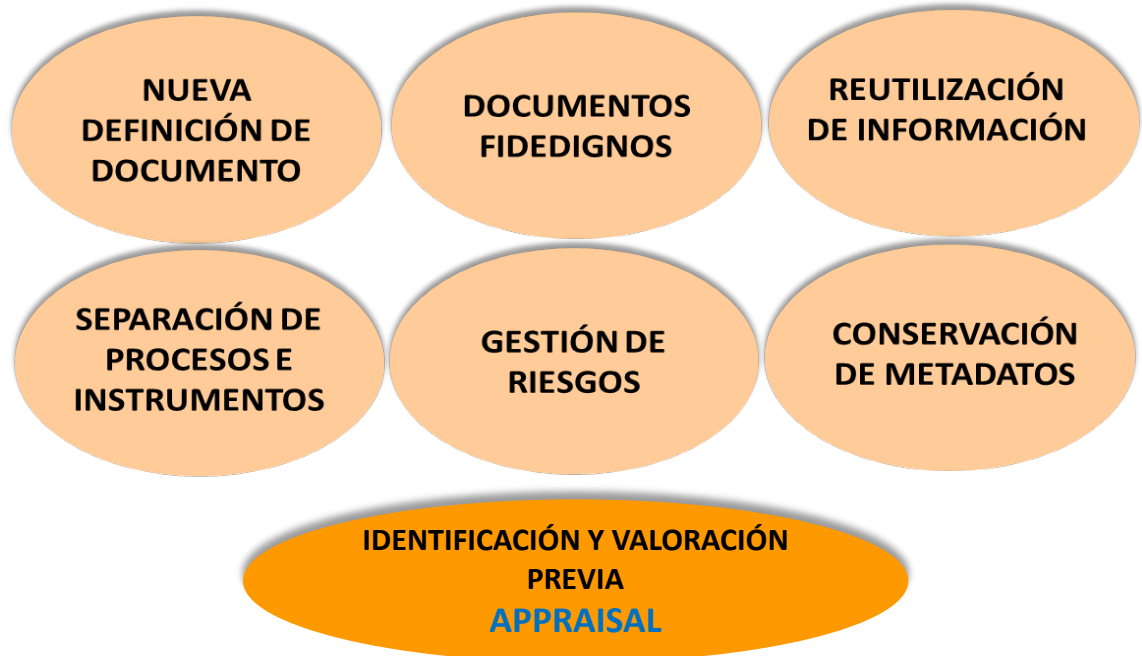 NUEVA
DEFINICIÓN DE
DOCUMENTO
DOCUMENTOS
FIDEDIGNOS
REUTILIZACIÓN
DE INFORMACIÓN
SEPARACIÓN DE
PROCESOS E
INSTRUMENTOS
GESTIÓN DE
RIESGOS
CONSERVACIÓN
DE METADATOS
IDENTIFICACIÓN Y VALORACIÓN
PREVIA
APPRAISAL